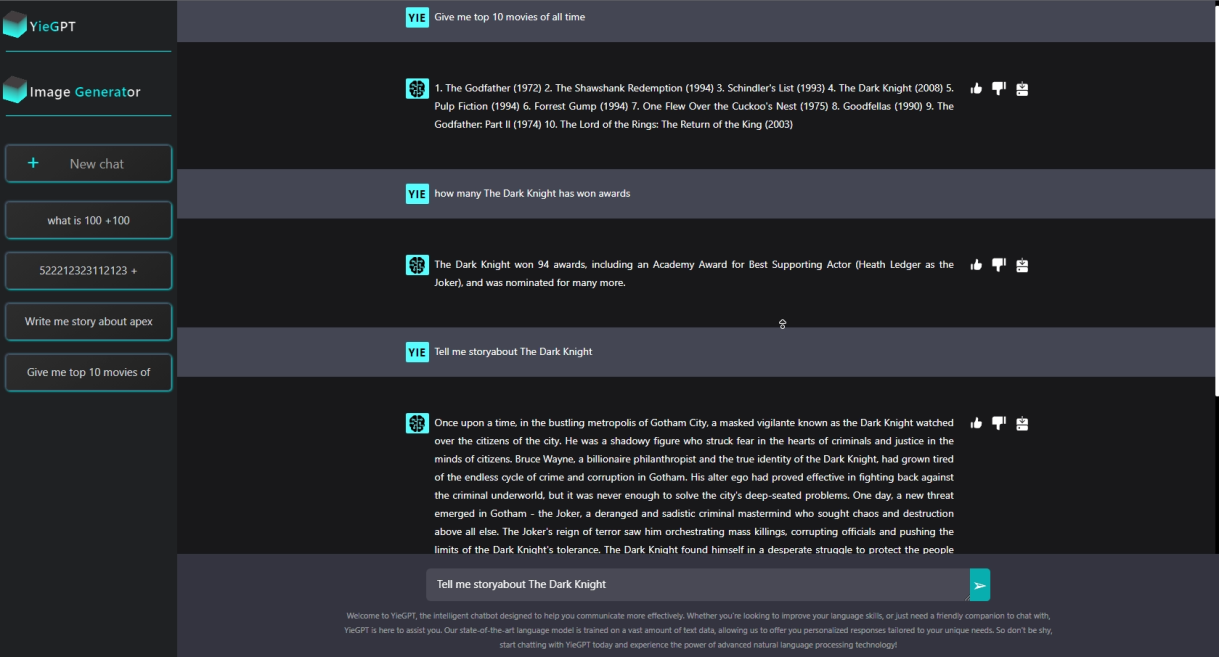 YieGPT
Image Generator
+ New chat
what is 100 +100
522212323112123 +
Write me story about apex
Give me top 10 movies of
YIE Give me top 10 movies of all time
1. The Godfather (1972) 2. The Shawshank Redemption (1994) 3. Schindler's List (1993) 4. The Dark Knight (2008) 5.
Pulp Fiction (1994) 6. Forrest Gump (1994) 7. One Flew Over the Cuckoo's Nest (1975) 8. Goodfellas (1990) 9. The
Godfather: Part II (1974) 10. The Lord of the Rings: The Return of the King (2003)
YIE how many The Dark Knight has won awards
The Dark Knight won 94 awards, including an Academy Award for Best Supporting Actor (Heath Ledger as the
Joker), and was nominated for many more.
YIE Tell me storyabout The Dark Knight
Once upon a time, in the bustling metropolis of Gotham City, a masked vigilante known as the Dark Knight watched
over the citizens of the city. He was a shadowy figure who struck fear in the hearts of criminals and justice in the
minds of citizens. Bruce Wayne, a billionaire philanthropist and the true identity of the Dark Knight, had grown tired
of the endless cycle of crime and corruption in Gotham. His alter ego had proved effective in fighting back against
the criminal underworld, but it was never enough to solve the city's deep-seated problems. One day, a new threat
emerged in Gotham - the Joker, a deranged and sadistic criminal mastermind who sought chaos and destruction
above all else. The Joker's reign of terror saw him orchestrating mass killings, corrupting officials and pushing the
limits of the Dark Knight's tolerance. The Dark Knight found himself in a desperate struggle to protect the people
Tell me storyabout The Dark Knight
Welcome to YieGPT, the intelligent chatbot designed to help you communicate more effectively. Whether you're looking to improve your language skills, or just need a friendly companion to chat with,
YieGPT is here to assist you. Our state-of-the-art language model is trained on a vast amount of text data, allowing us to offer you personalized responses tailored to your unique needs. So don't be shy,
start chatting with YieGPT today and experience the power of advanced natural language processing technology!